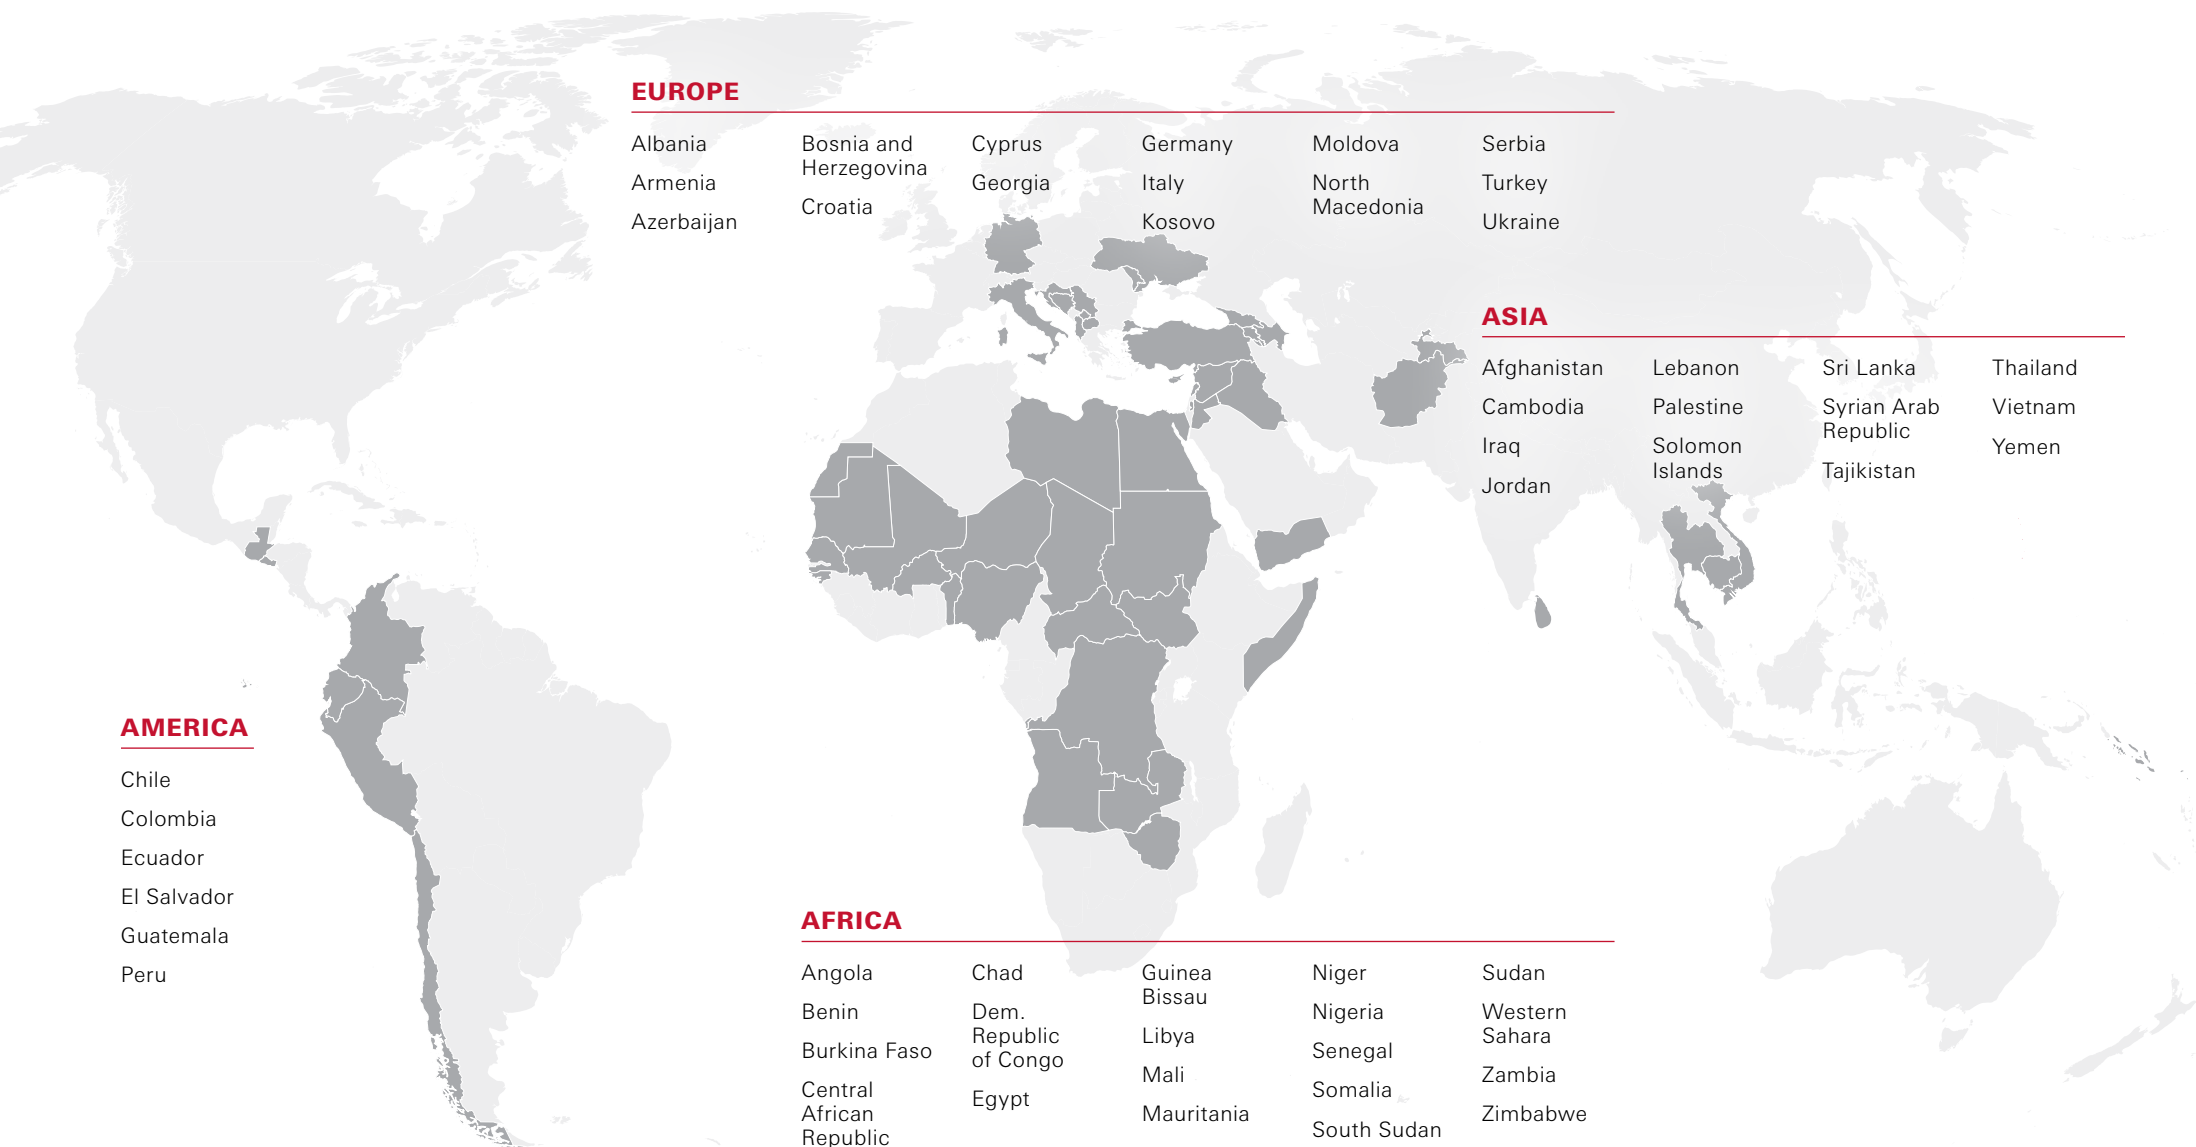 EUROPE
Albania
Armenia
Azerbaijan
Bosnia and
Herzegovina
Croatia
Cyprus
Georgia
Germany
Italy
Kosovo
Moldova
North
Macedonia
Serbia
Turkey
Ukraine
ASIA
Afghanistan
Cambodia
Iraq
Jordan
Lebanon
Palestine
Solomon
Islands
Sri Lanka
Syrian Arab
Republic
Tajikistan
Thailand
Vietnam
Yemen
AMERICA
Chile
Colombia
Ecuador
El Salvador
Guatemala
Peru
AFRICA
Angola
Benin
Burkina Faso
Central
African
Republic
Chad
Dem.
Republic
of Congo
Egypt
Guinea
Bissau
Libya
Mali
Mauritania
Niger
Nigeria
Senegal
Somalia
South Sudan
Sudan
Western
Sahara
Zambia
Zimbabwe